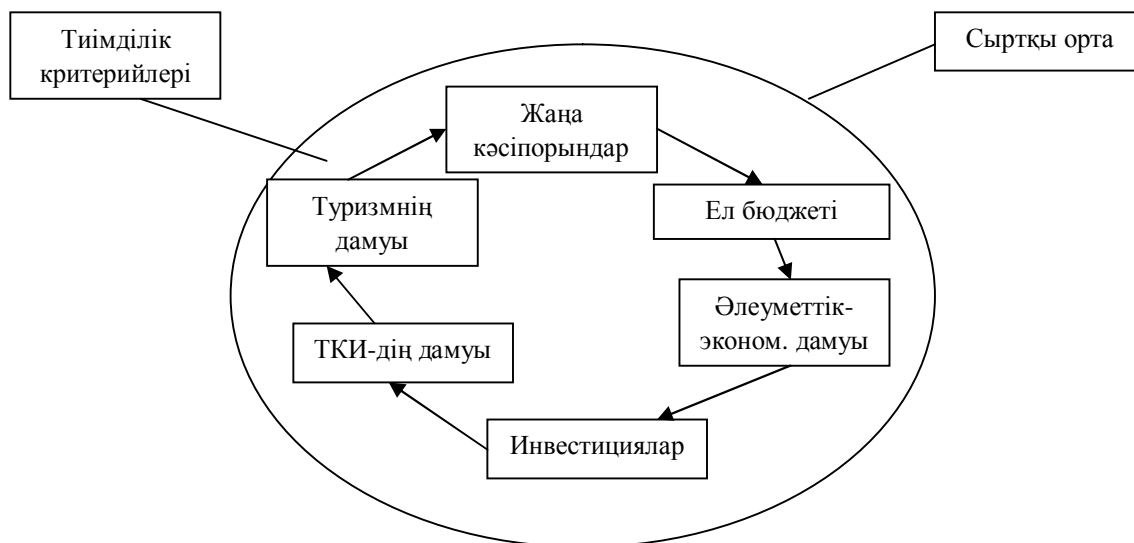 Тиімділік
критерийлері
Сыртқы орта
Жаңа
кәсіпорындар
Туризмнің
дамуы
Ел бюджеті
Әлеуметтік-
эконом. дамуы
ТКИ-дің дамуы
Инвестициялар